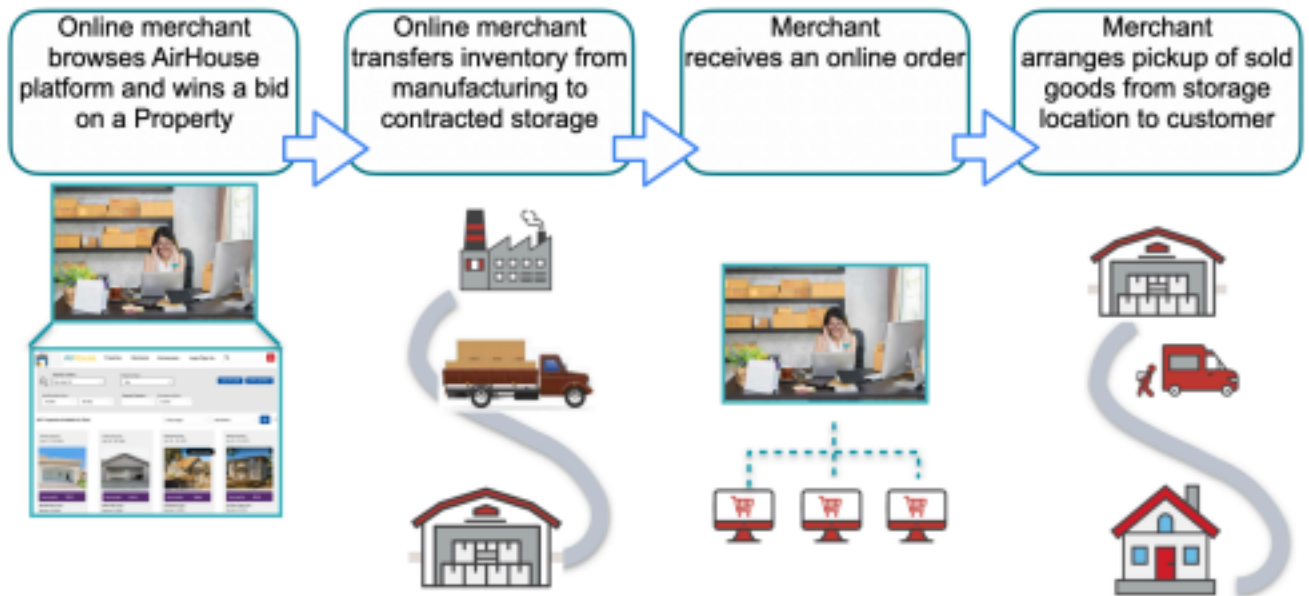 Online merchant
browses AirHouse
platform and wins a bid
on a Property
Online merchant
transfers inventory from
manufacturing to
contracted storage
Merchant
receives an online order
Merchant
arranges pickup of sold
goods from storage
location to customer